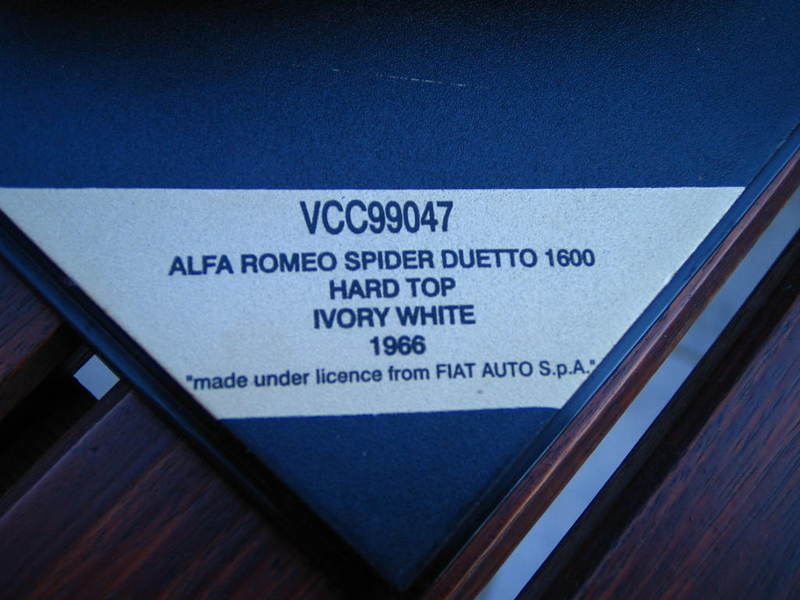 VCC99047
ALFA ROMEO SPIDER DUETTO 1600
HARD TOP
IVORY WHITE
1966
"made under licence from FIAT AUTO S.p.A."